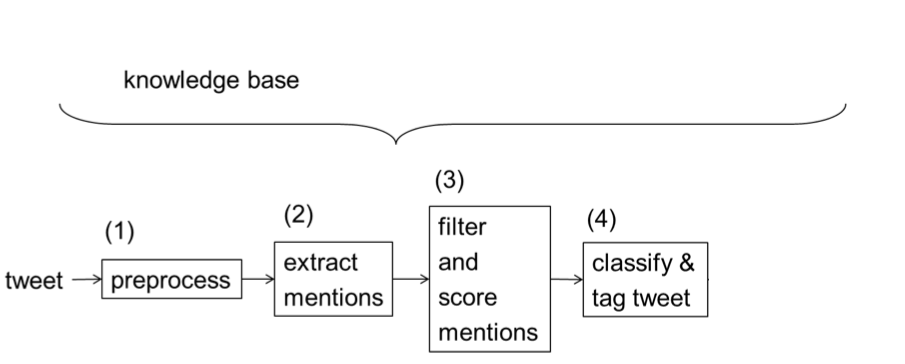 knowledge base
(1)
(2)
(3)
(4)
tweet
preprocess
extract
mentions
filter
and
score
mentions
classify &
tag tweet